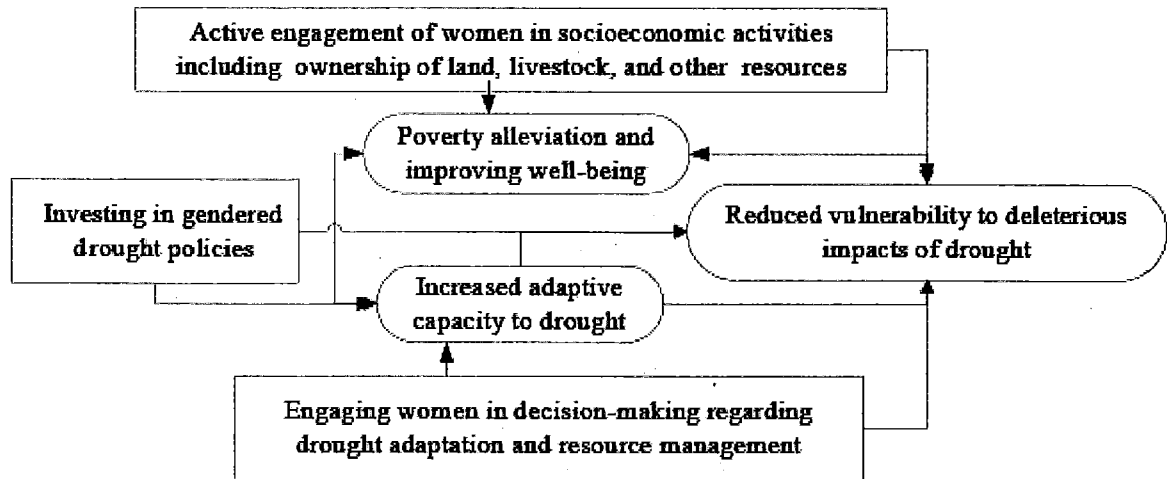 Active engagement of women in socioeconomic activities
including ownership of land, livestock, and other resources
Poverty alleviation and
improving well-being
Investing in gendered
drought policies
Reduced vulnerability to deleterious
impacts of drought
Increased adaptive
capacity to drought
Engaging women in decision-making regarding
drought adaptation and resource management